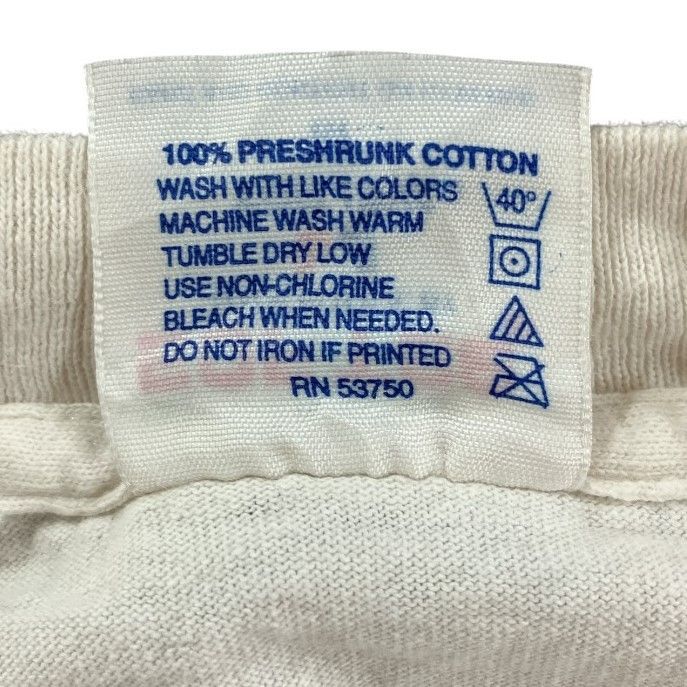 100% PRESHRUNK COTTON
WASH WITH LIKE COLORS
40°
MACHINE WASH WARM
TUMBLE DRY LOW
USE NON-CHLORINE
BLEACH WHEN NEEDED.
DO NOT IRON IF PRINTED
RN 53750